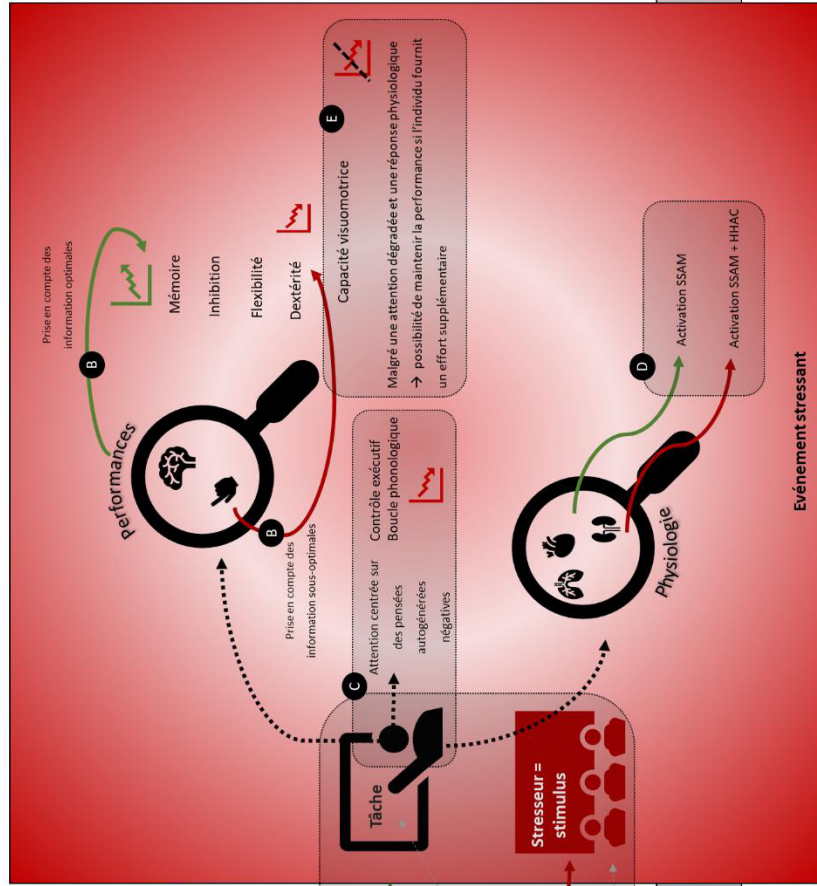 Prise en compte des
information optimales
B
Performances
Mémoire
Inhibition
Flexibilité
Dextérité
B
Prise en compte des
information sous-optimales
E
Capacité visuomotrice
Malgré une attention dégradée et une réponse physiologique
→ possibilité de maintenir la performance si l'individu fournit
un effort supplémentaire
C
Attention centrée sur
des pensées
autogénérées
négatives
Contrôle exécutif
Boucle phonologique
Tâche
Stresseur =
stimulus
Physiologie
D
Activation SSAM
Activation SSAM + HHAC
Evénement stressant